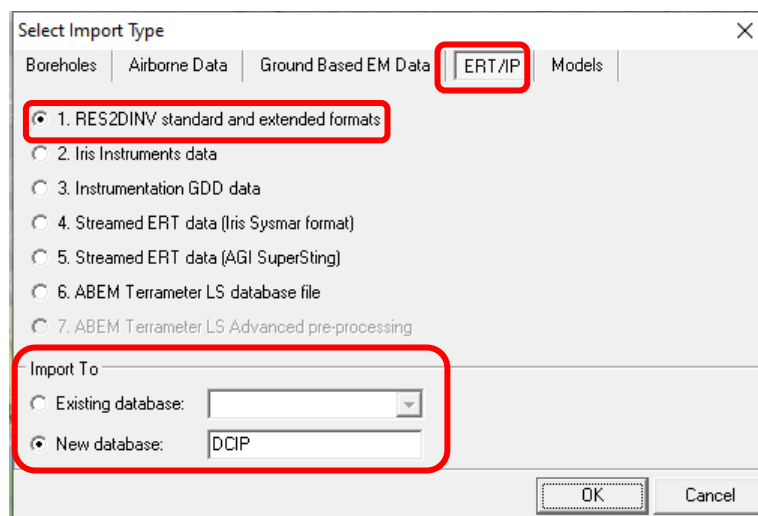 Select Import Type
Boreholes Airborne Data Ground Based EM Data ERT/IP Models
1. RES2DINV standard and extended formats
2. Iris Instruments data
3. Instrumentation GDD data
4. Streamed ERT data (Iris Sysmar format)
5. Streamed ERT data (AGI SuperSting)
6. ABEM Terrameter LS database file
7. ABEM Terrameter LS Advanced pre-processing
Import To
Existing database:
New database: DCIP
OK Cancel